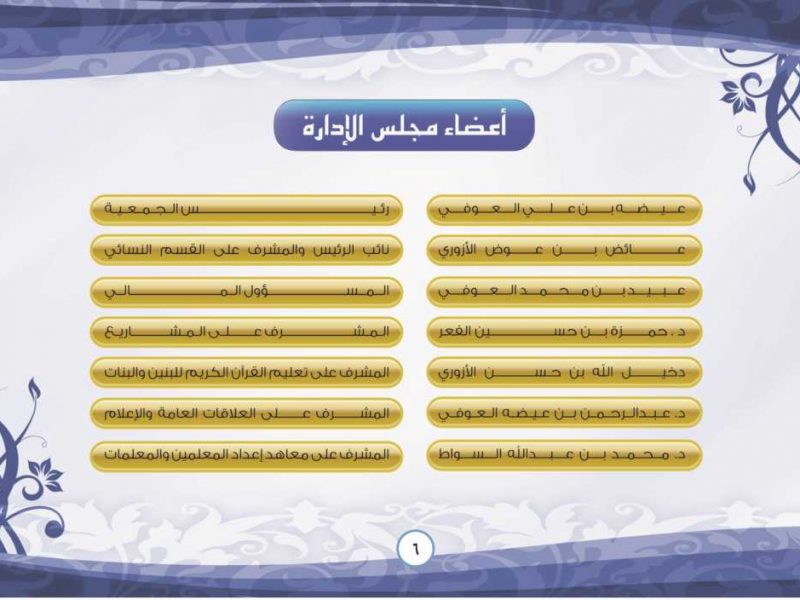 أعضاء مجلس الإدارة
عيضه بن علي العوفي رئيس الجمعية
عائض بن عوض الأزوري نائب الرئيس والمشرف على القسم النسائي
عبيد بن محمد العوفي المسؤول المالي
د. حمزة بن حسين الفعر المشرف على المشاريع
دخيل الله بن حسن الأزوري المشرف على تعليم القرآن الكريم للبنين والبنات
د. عبدالرحمن بن عيضه العوفي المشرف على العلاقات العامة والإعلام
د. محمد بن عبدالله السواط المشرف على معاهد إعداد المعلمين والمعلمات
٦